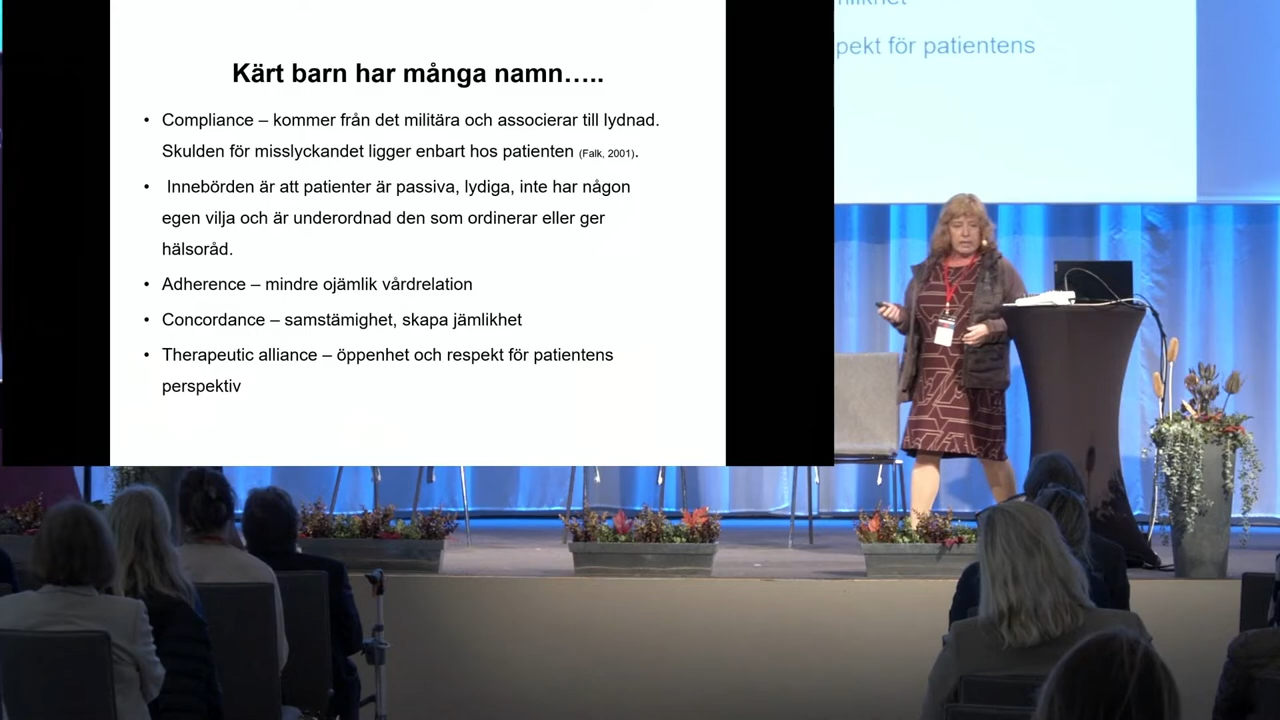 Kärt barn har många namn…..
• Compliance – kommer från det militära och associerar till lydnad.
Skulden för misslyckandet ligger enbart hos patienten (Falk, 2001).
• Innebörden är att patienter är passiva, lydiga, inte har någon
egen vilja och är underordnad den som ordinerar eller ger
hälsoråd.
• Adherence – mindre ojämlik vårdrelation
• Concordance – samstämighet, skapa jämlikhet
• Therapeutic alliance – öppenhet och respekt för patientens
perspektiv
pekt för patientens